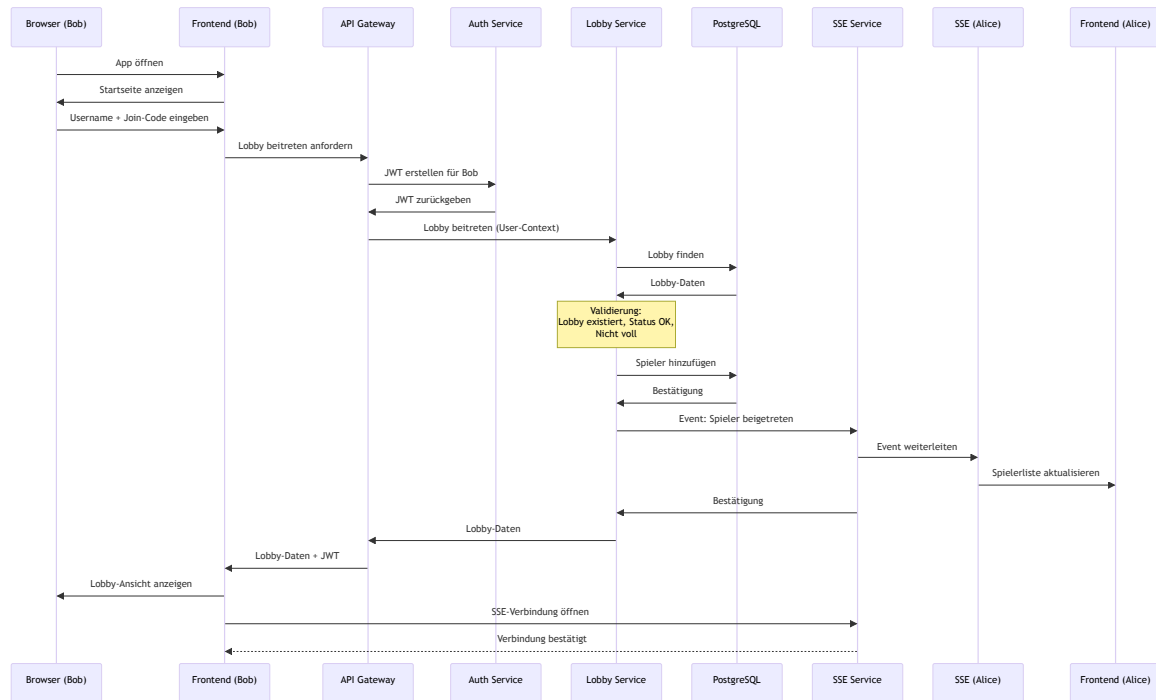 Browser (Bob)
Frontend (Bob)
API Gateway
Auth Service
Lobby Service
PostgreSQL
SSE Service
SSE (Alice)
Frontend (Alice)
App öffnen
Startseite anzeigen
Username + Join-Code eingeben
Lobby beitreten anfordern
JWT erstellen für Bob
JWT zurückgeben
Lobby beitreten (User-Context)
Lobby finden
Lobby-Daten
Validierung:
Lobby existiert, Status OK,
Nicht voll
Spieler hinzufügen
Bestätigung
Event: Spieler beigetreten
Event weiterleiten
Spielerliste aktualisieren
Bestätigung
Lobby-Daten
Lobby-Daten + JWT
Lobby-Ansicht anzeigen
SSE-Verbindung öffnen
Verbindung bestätigt
Browser (Bob)
Frontend (Bob)
API Gateway
Auth Service
Lobby Service
PostgreSQL
SSE Service
SSE (Alice)
Frontend (Alice)